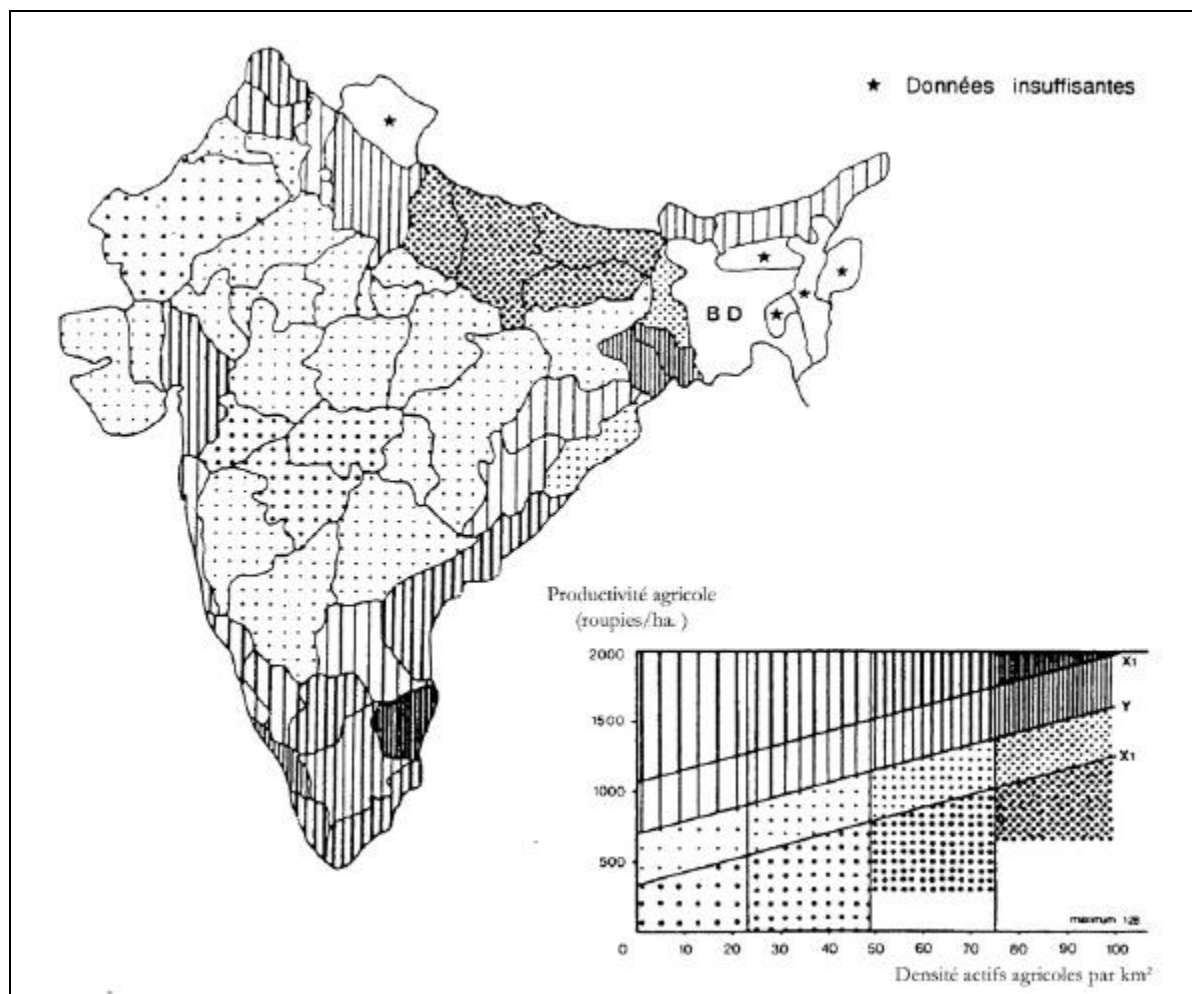 ★ Données insuffisantes
★
★
★
★
★
B D
Productivité agricole
(roupies/ha. )
2000
X1
1500
Y
X1
1000
500
maximum 128
0 10 20 30 40 50 60 70 80 90 100
Densité actifs agricoles par km²